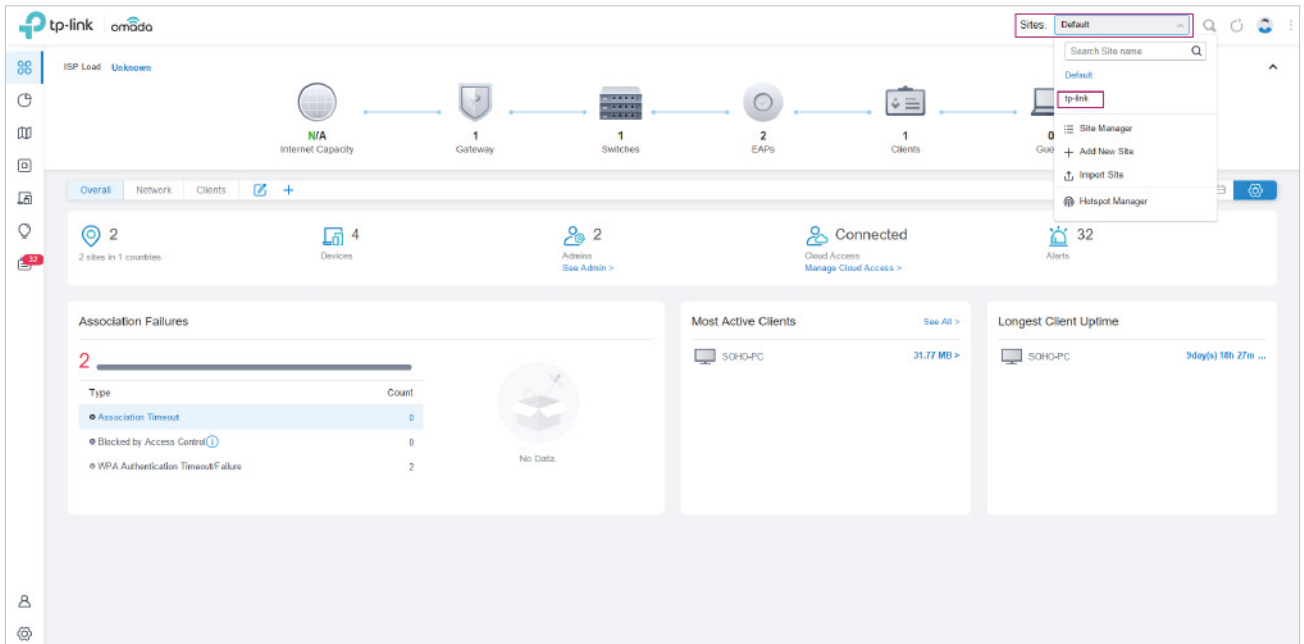 tp-link omada
Sites: Default
Search Site name
Default
tp-link
Site Manager
Add New Site
Import Site
Hotspot Manager
ISP Load Unknown
N/A
Internet Capacity
1
Gateway
1
Switches
2
EAPs
1
Clients
0
Gue
Overall Network Clients
32
2
2 sites in 1 countries
4
Devices
2
Admins
See Admin >
Connected
Cloud Access
Manage Cloud Access >
32
Alerts
Association Failures
2
Type Count
Association Timeout 0
Blocked by Access Control 0
WPA Authentication Timeout/Failure 2
No Data.
Most Active Clients See All >
SOHO-PC 31.77 MB >
Longest Client Uptime
SOHO-PC 9day(s) 18h 27m ...